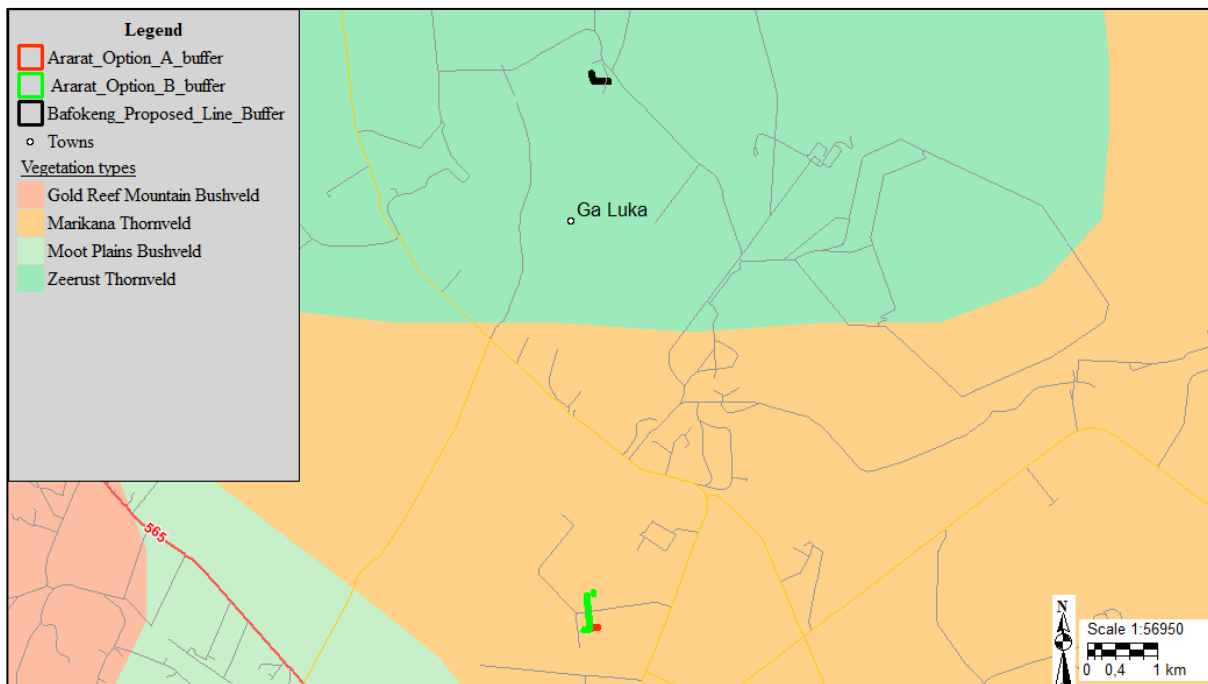 Legend
Ararat_Option_A_buffer
Ararat_Option_B_buffer
Bafokeng_Proposed_Line_Buffer
Towns
Vegetation types
Gold Reef Mountain Bushveld
Marikana Thornveld
Moot Plains Bushveld
Zeerust Thornveld
Ga Luka
565
N
Scale 1:56950
0 0,4 1 km